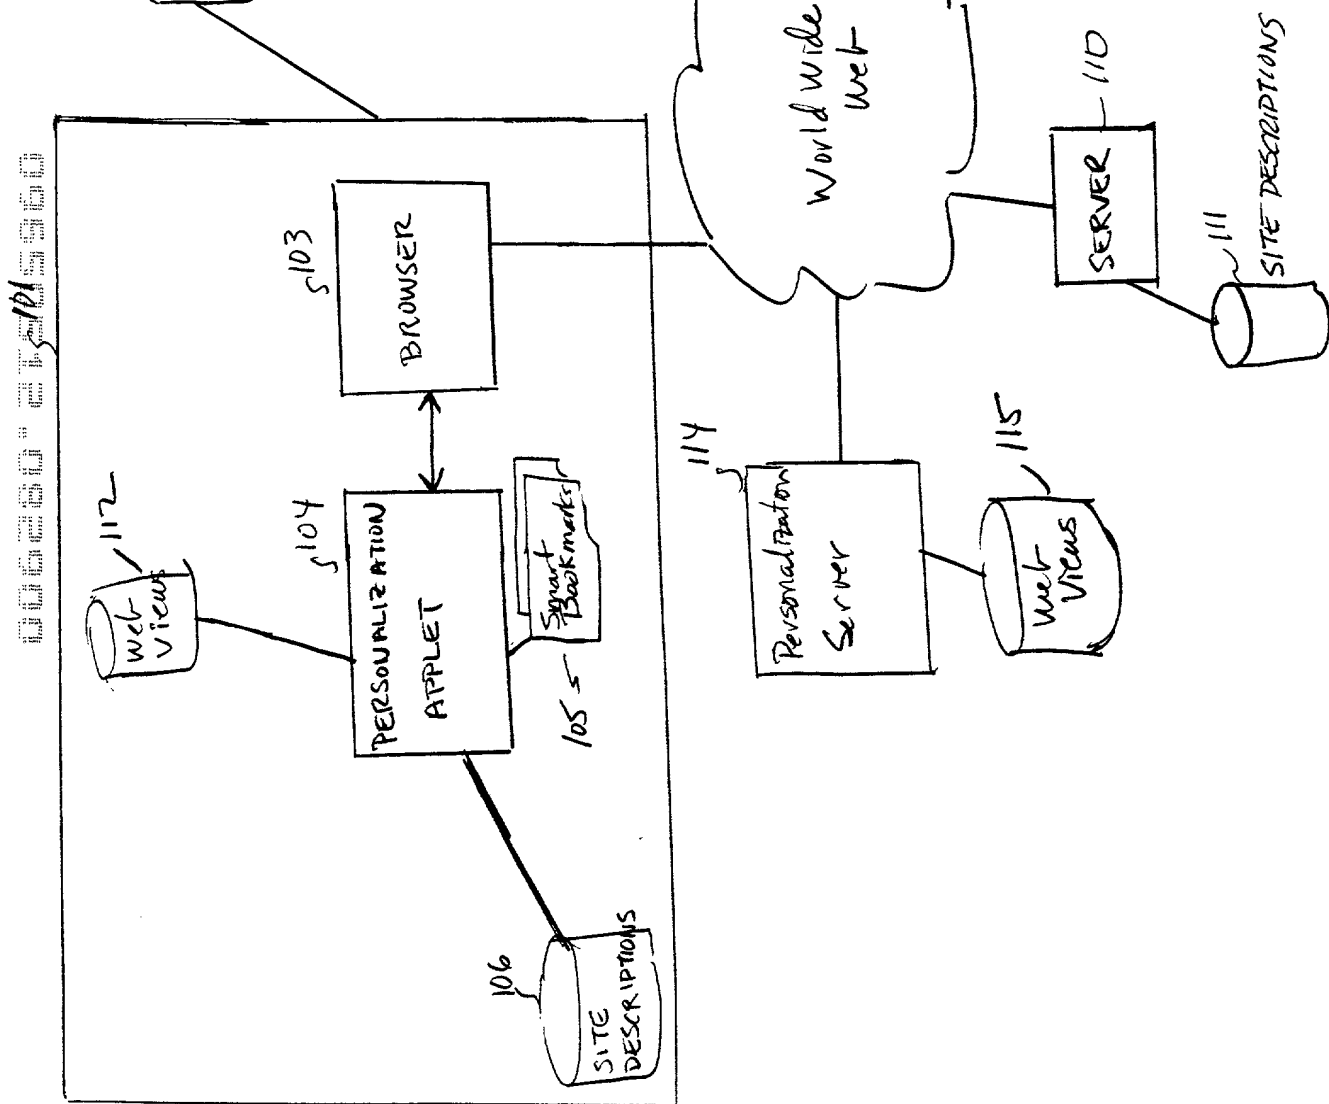 101
112
Web
Views
104
PERSONALIZATION
APPLET
103
BROWSER
105
Smart
Bookmarks
106
SITE
DESCRIPTIONS
World Wide
Web
114
Personalization
Server
115
Web
Views
SERVER
110
111
SITE DESCRIPTIONS